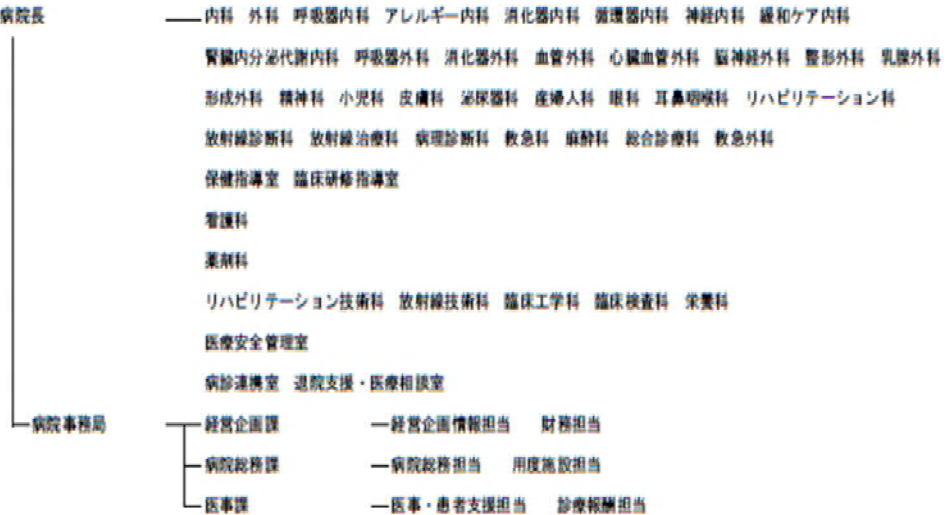 病院長 内科 外科 呼吸器内科 アレルギー内科 消化器内科 循環器内科 神経内科 緩和ケア内科
腎臓内分泌代謝内科 呼吸器外科 消化器外科 血管外科 心臓血管外科 脳神経外科 整形外科 乳腺外科
形成外科 精神科 小児科 皮膚科 泌尿器科 産婦人科 眼科 耳鼻咽喉科 リハビリテーション科
放射線診断科 放射線治療科 病理診断科 救急科 麻酔科 総合診療科 救急外科
保健指導室 臨床研修指導室
看護科
薬剤科
リハビリテーション技術科 放射線技術科 臨床工学科 臨床検査科 栄養科
医療安全管理室
病診連携室 退院支援・医療相談室
病院事務局 経営企画課 経営企画情報担当 財務担当
病院総務課 病院総務担当 用度施設担当
医事課 医事・患者支援担当 診療報酬担当